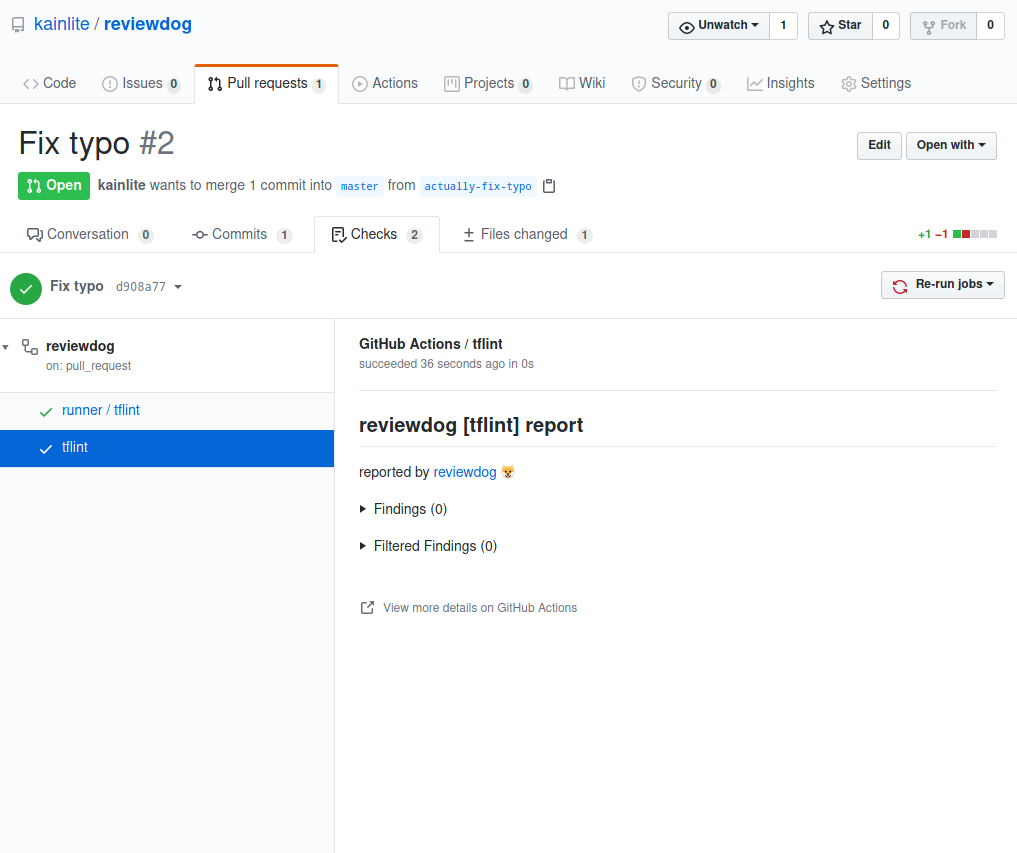 kainlite / reviewdog
Unwatch 1 Star 0 Fork 0
Code Issues 0 Pull requests 1 Actions Projects 0 Wiki Security 0 Insights Settings
Fix typo #2
Edit Open with
Open kainlite wants to merge 1 commit into master from actually-fix-typo
Conversation 0 Commits 1 Checks 2 Files changed 1 +1 −1
Fix typo d908a77
Re-run jobs
reviewdog
on: pull_request
runner / tflint
tflint
GitHub Actions / tflint
succeeded 36 seconds ago in 0s
reviewdog [tflint] report
reported by reviewdog 🐶
Findings (0)
Filtered Findings (0)
View more details on GitHub Actions